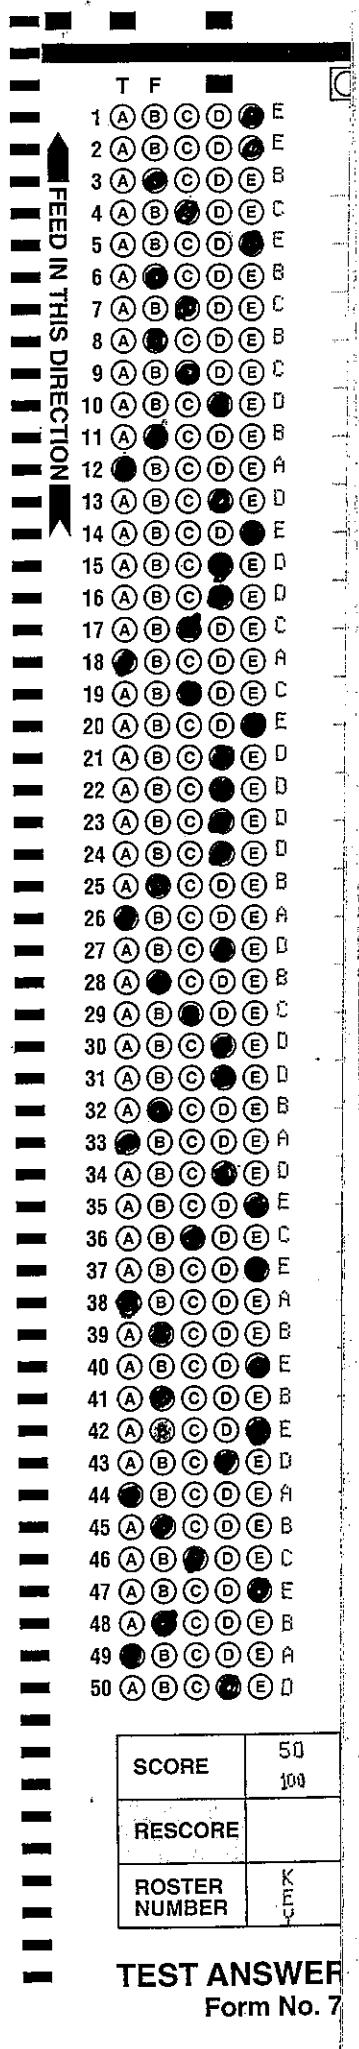 T F
1 A B C D E E
2 A B C D E E
3 A B C D E B
4 A B C D E C
5 A B C D E E
6 A B C D E B
7 A B C D E C
8 A B C D E B
9 A B C D E C
10 A B C D E D
11 A B C D E B
12 A B C D E A
13 A B C D E D
14 A B C D E E
15 A B C D E D
16 A B C D E D
17 A B C D E C
18 A B C D E A
19 A B C D E C
20 A B C D E E
21 A B C D E D
22 A B C D E D
23 A B C D E D
24 A B C D E D
25 A B C D E B
26 A B C D E A
27 A B C D E D
28 A B C D E B
29 A B C D E C
30 A B C D E D
31 A B C D E D
32 A B C D E B
33 A B C D E A
34 A B C D E D
35 A B C D E E
36 A B C D E C
37 A B C D E E
38 A B C D E A
39 A B C D E B
40 A B C D E E
41 A B C D E B
42 A B C D E E
43 A B C D E D
44 A B C D E A
45 A B C D E B
46 A B C D E C
47 A B C D E E
48 A B C D E B
49 A B C D E A
50 A B C D E D
FEED IN THIS DIRECTION
SCORE 50
100
RESCORE
ROSTER NUMBER KEY
TEST ANSWER
Form No. 7